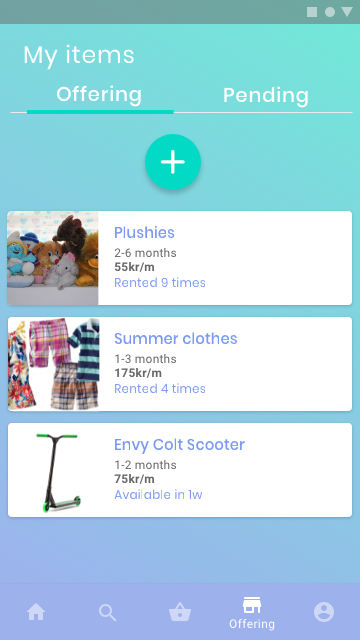 My items
Offering
Pending
Plushies
2-6 months
55kr/m
Rented 9 times
Summer clothes
1-3 months
175kr/m
Rented 4 times
Envy Colt Scooter
1-2 months
75kr/m
Available in 1w
Offering